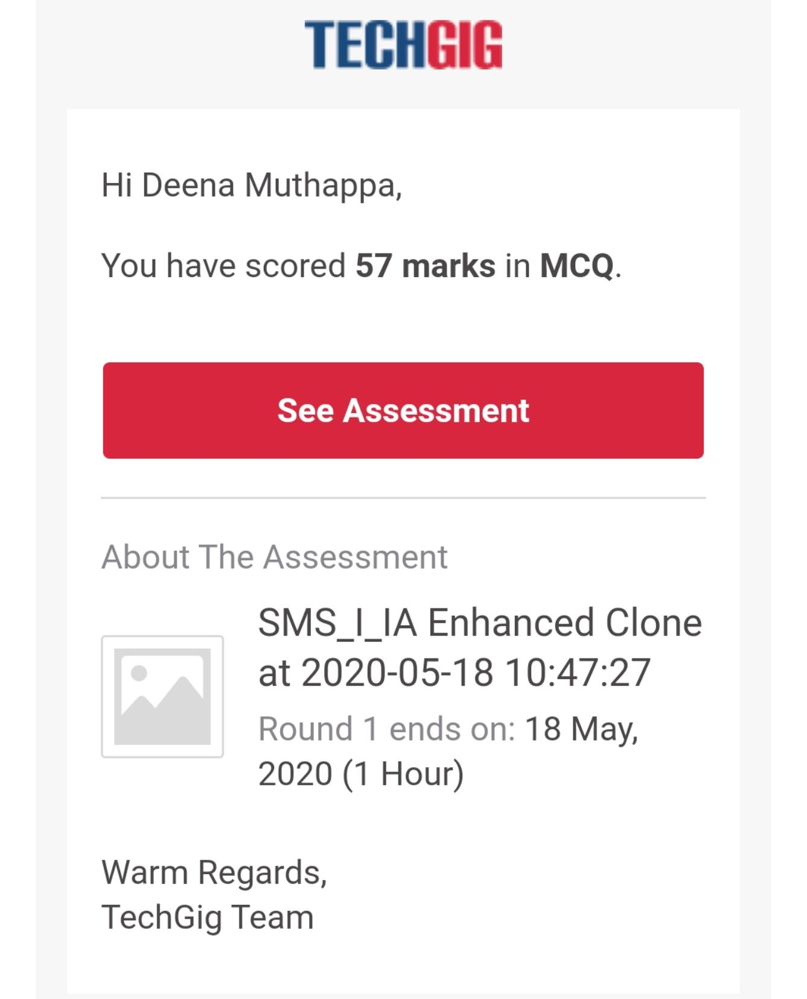 TECHGIG
Hi Deena Muthappa,
You have scored 57 marks in MCQ.
See Assessment
About The Assessment
SMS_I_IA Enhanced Clone
at 2020-05-18 10:47:27
Round 1 ends on: 18 May,
2020 (1 Hour)
Warm Regards,
TechGig Team